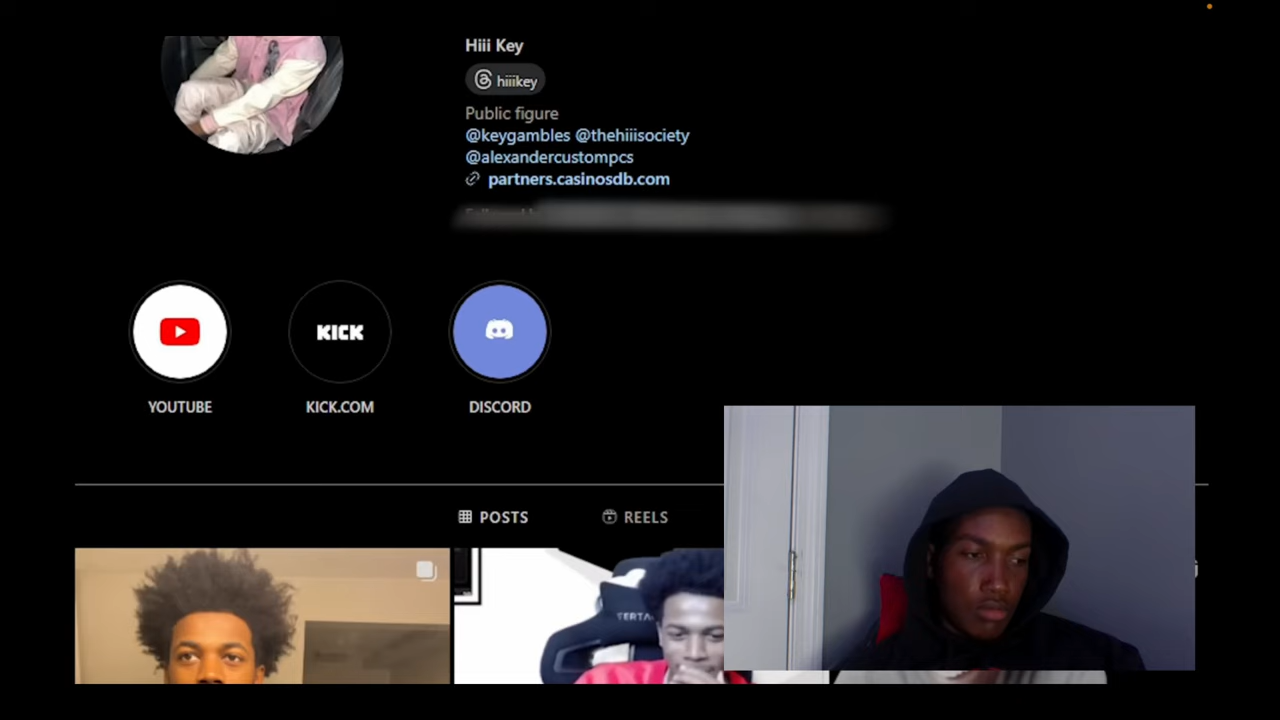 Hiii Key
hiiikey
Public figure
@keygambles @thehiiisociety
@alexandercustompcs
partners.casinosdb.com
KICK
YOUTUBE
KICK.COM
DISCORD
POSTS
REELS